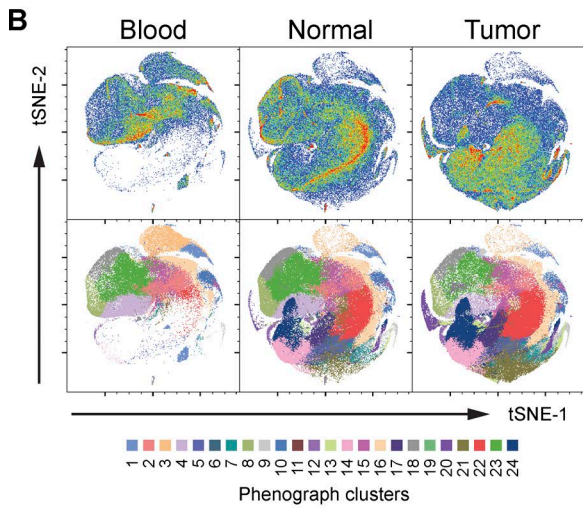 B
Blood Normal Tumor
tSNE-2
tSNE-1
1 2 3 4 5 6 7 8 9 10 11 12 13 14 15 16 17 18 19 20 21 22 23 24
Phenograph clusters